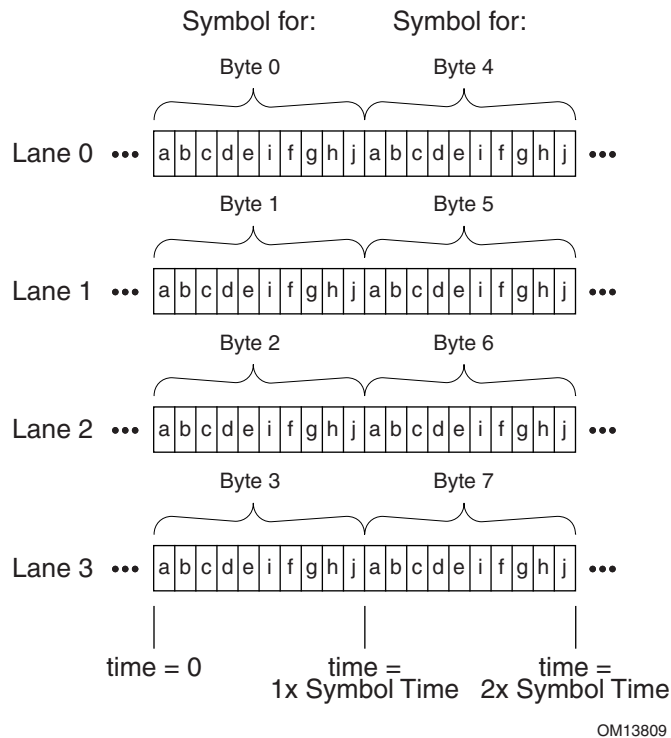 Symbol for: Symbol for:
Byte 0 Byte 4
Lane 0 ••• a b c d e i f g h j a b c d e i f g h j •••
Byte 1 Byte 5
Lane 1 ••• a b c d e i f g h j a b c d e i f g h j •••
Byte 2 Byte 6
Lane 2 ••• a b c d e i f g h j a b c d e i f g h j •••
Byte 3 Byte 7
Lane 3 ••• a b c d e i f g h j a b c d e i f g h j •••
time = 0 time = time =
1x Symbol Time 2x Symbol Time
OM13809